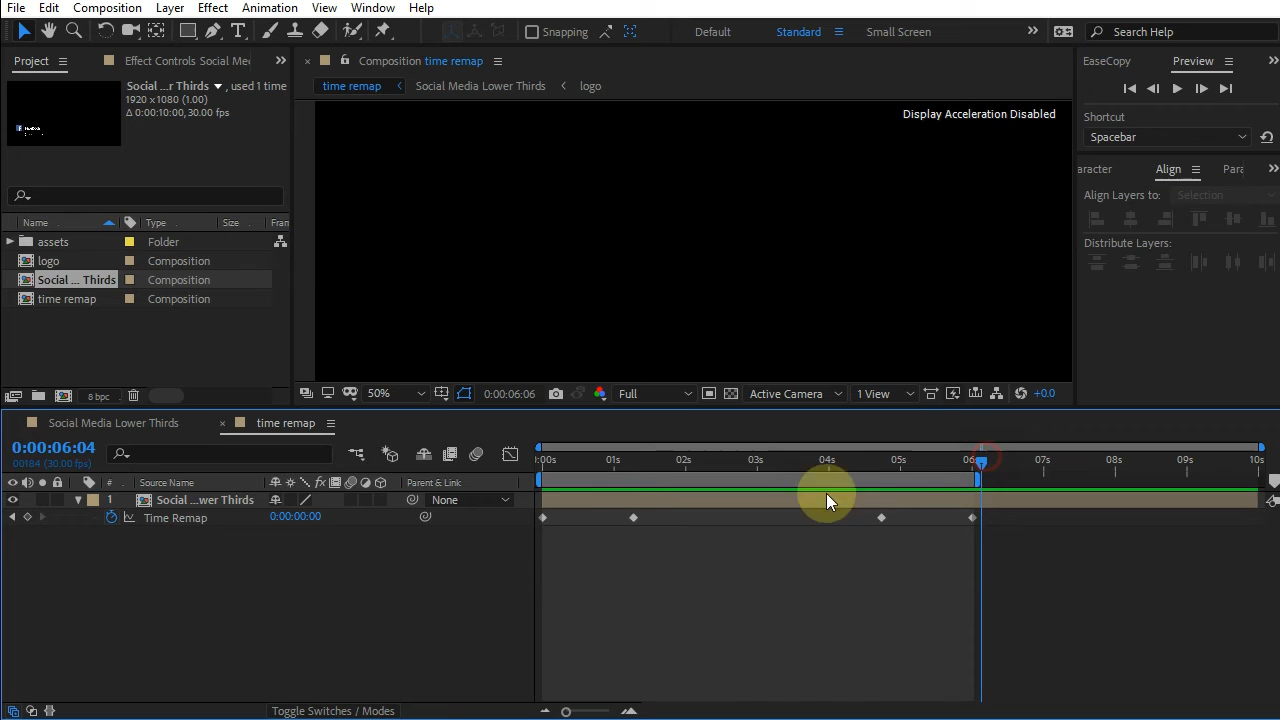 File Edit Composition Layer Effect Animation View Window Help
Snapping Default Standard Small Screen Search Help
Project Effect Controls Social Med
Social ...r Thirds , used 1 time
1920 x1080 (1.00)
Δ 0:00:10:00, 30.00 fps
Name Type Size Fran
assets Folder
logo Composition
Social ... Thirds Composition
time remap Composition
8 bpc
Composition time remap
time remap Social Media Lower Thirds logo
Display Acceleration Disabled
50% 0:00:06:06 Full Active Camera 1 View +0.0
EaseCopy Preview
Shortcut
Spacebar
aracter Align Para
Align Layers to: Selection
Distribute Layers:
Social Media Lower Thirds time remap
0:00:06:04
00184 (30.00 fps)
# Source Name Parent & Link
1 Social ...wer Thirds None
Time Remap 0:00:00:00
0:00s 01s 02s 03s 04s 05s 06s 07s 08s 09s 10s
Toggle Switches / Modes